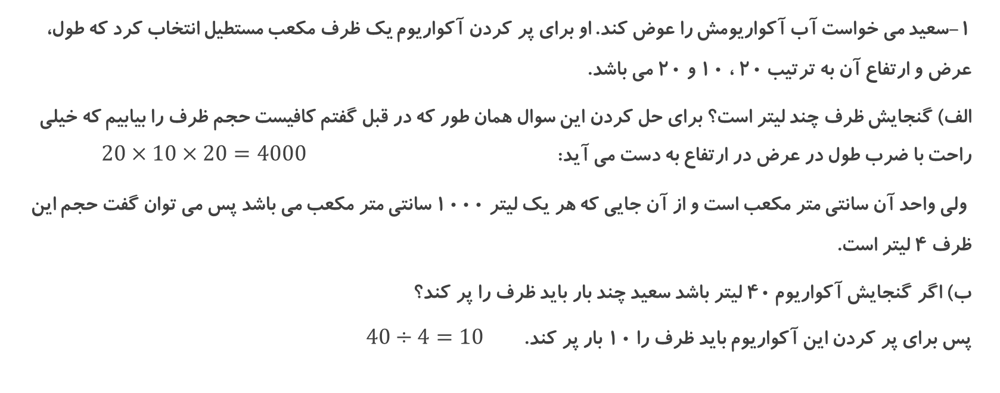 ۱–سعید می خواست آب آکواریومش را عوض کند. او برای پر کردن آکواریوم یک ظرف مکعب مستطیل انتخاب کرد که طول،
عرض و ارتفاع آن به ترتیب ۲۰ ، ۱۰ و ۲۰ می باشد.
الف) گنجایش ظرف چند لیتر است؟ برای حل کردن این سوال همان طور که در قبل گفتم کافیست حجم ظرف را بیابیم که خیلی
راحت با ضرب طول در عرض در ارتفاع به دست می آید: 20 × 10 × 20 = 4000
ولی واحد آن سانتی متر مکعب است و از آن جایی که هر یک لیتر ۱۰۰۰ سانتی متر مکعب می باشد پس می توان گفت حجم این
ظرف ۴ لیتر است.
ب) اگر گنجایش آکواریوم ۴۰ لیتر باشد سعید چند بار باید ظرف را پر کند؟
پس برای پر کردن این آکواریوم باید ظرف را ۱۰ بار پر کند. 40 ÷ 4 = 10